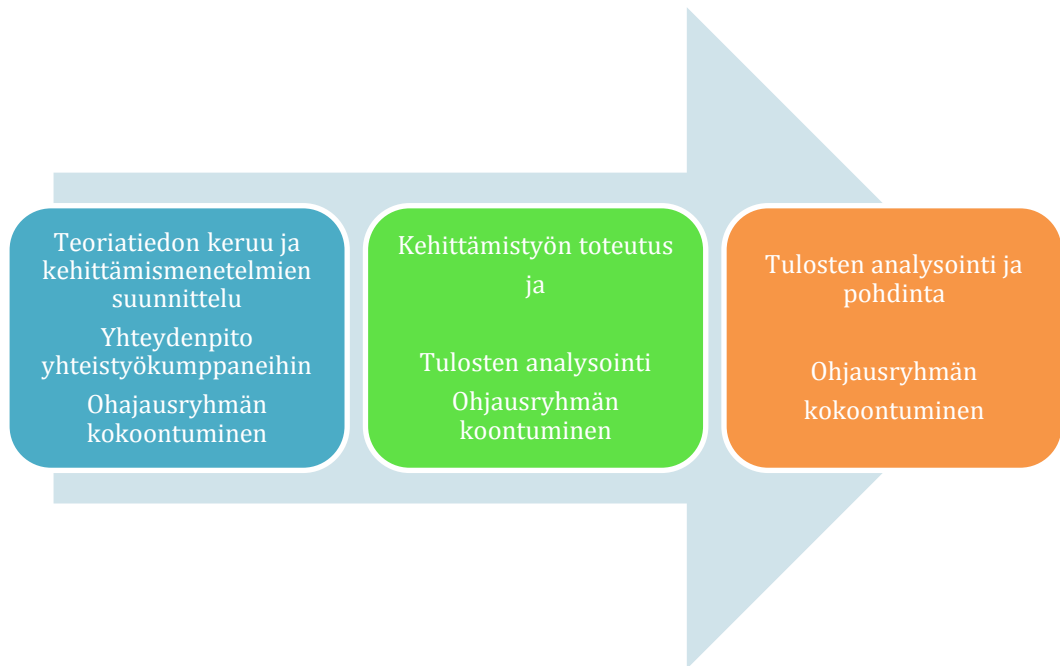 Teoriatiedon keruu ja
kehittämismenetelmien
suunnittelu
Yhteydenpito
yhteistyökumppaneihin
Ohajausryhmän
kokoontuminen
Kehittämistyön toteutus
ja
Tulosten analysointi
Ohjausryhmän
koontuminen
Tulosten analysointi ja
pohdinta
Ohjausryhmän
kokoontuminen